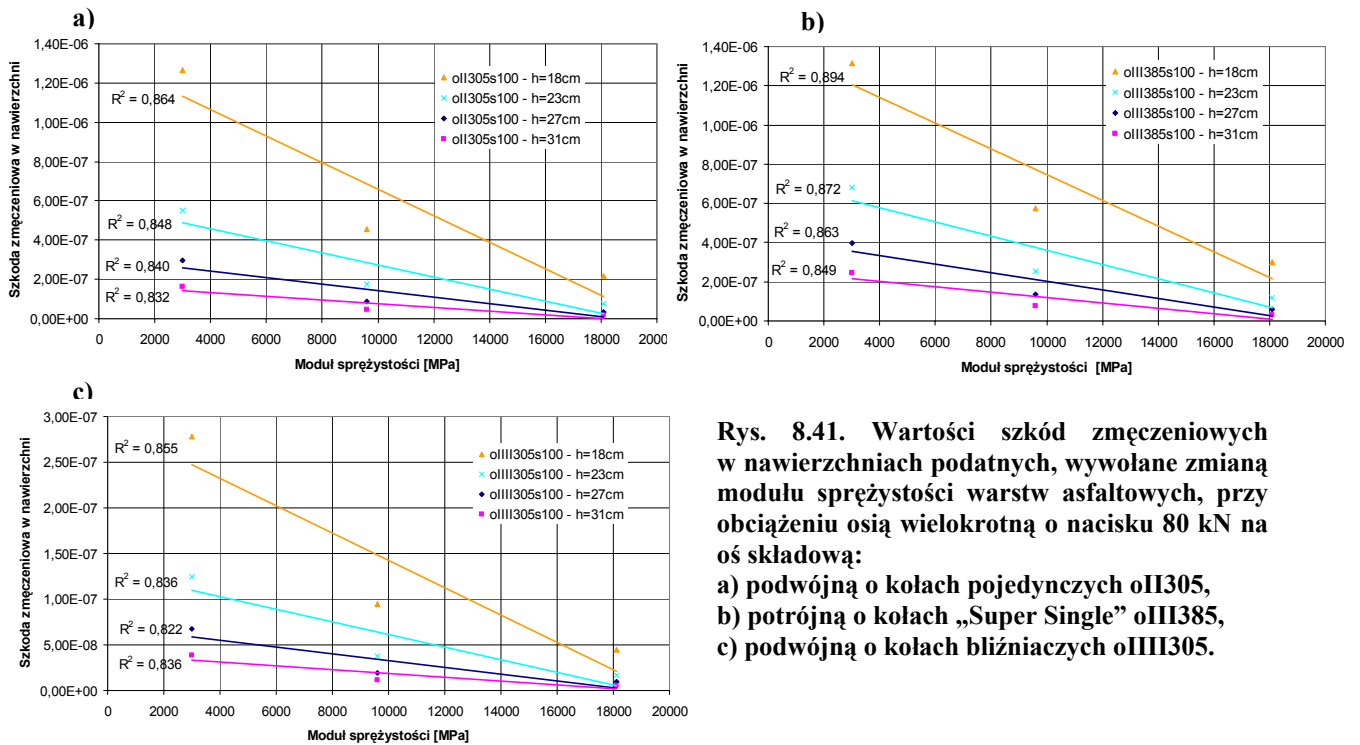 a)
Szkoda zmęczeniowa w nawierzchni
1,40E-06
1,20E-06
1,00E-06
8,00E-07
6,00E-07
4,00E-07
2,00E-07
0,00E+00
R² = 0,864
R² = 0,848
R² = 0,840
R² = 0,832
oII305s100 - h=18cm
oII305s100 - h=23cm
oII305s100 - h=27cm
oII305s100 - h=31cm
0 2000 4000 6000 8000 10000 12000 14000 16000 18000 20000
Moduł sprężystości [MPa]
b)
Szkoda zmęczeniowa w nawierzchni
1,40E-06
1,20E-06
1,00E-06
8,00E-07
6,00E-07
4,00E-07
2,00E-07
0,00E+00
R² = 0,894
R² = 0,872
R² = 0,863
R² = 0,849
oIII385s100 - h=18cm
oIII385s100 - h=23cm
oIII385s100 - h=27cm
oIII385s100 - h=31cm
0 2000 4000 6000 8000 10000 12000 14000 16000 18000 20000
Moduł sprężystości [MPa]
c)
Szkoda zmęczeniowa w nawierzchni
3,00E-07
2,50E-07
2,00E-07
1,50E-07
1,00E-07
5,00E-08
0,00E+00
R² = 0,855
R² = 0,836
R² = 0,822
R² = 0,836
oIIII305s100 - h=18cm
oIIII305s100 - h=23cm
oIIII305s100 - h=27cm
oIIII305s100 - h=31cm
0 2000 4000 6000 8000 10000 12000 14000 16000 18000 20000
Moduł sprężystości [MPa]
Rys. 8.41. Wartości szkód zmęczeniowych
w nawierzchniach podatnych, wywołane zmianą
modułu sprężystości warstw asfaltowych, przy
obciążeniu osią wielokrotną o nacisku 80 kN na
oś składową:
a) podwójną o kołach pojedynczych oII305,
b) potrójną o kołach „Super Single” oIII385,
c) podwójną o kołach bliźniaczych oIIII305.